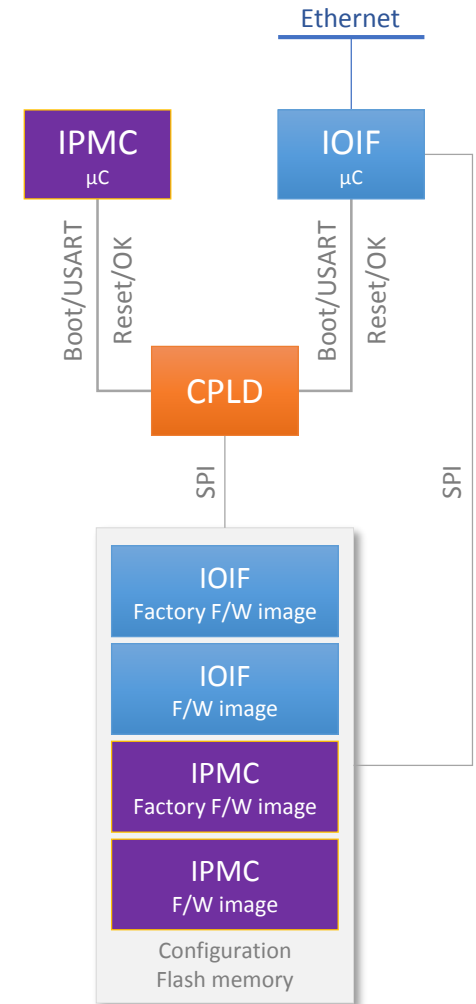 Ethernet
IPMC
µC
IOIF
µC
Boot/USART
Reset/OK
Boot/USART
Reset/OK
CPLD
SPI
SPI
IOIF
Factory F/W image
IOIF
F/W image
IPMC
Factory F/W image
IPMC
F/W image
Configuration
Flash memory